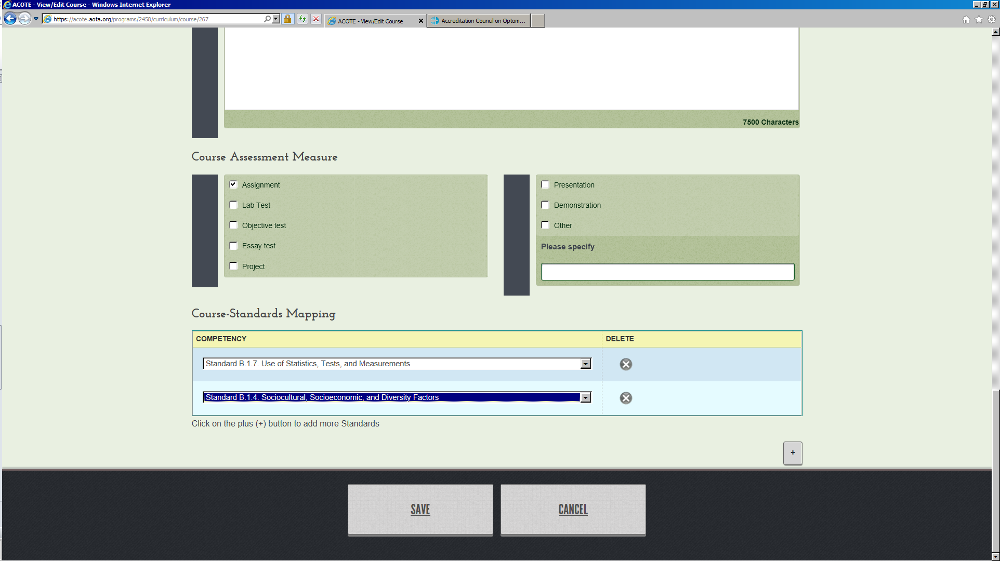 ACOTE - View/Edit Course - Windows Internet Explorer
https://acote.aota.org/programs/2458/curriculum/course/267
ACOTE - View/Edit Course
Accreditation Council on Optom...
7500 Characters
Course Assessment Measure
Assignment
Lab Test
Objective test
Essay test
Project
Presentation
Demonstration
Other
Please specify
Course-Standards Mapping
COMPETENCY DELETE
Standard B.1.7. Use of Statistics, Tests, and Measurements
Standard B.1.4. Sociocultural, Socioeconomic, and Diversity Factors
Click on the plus (+) button to add more Standards
+
SAVE CANCEL